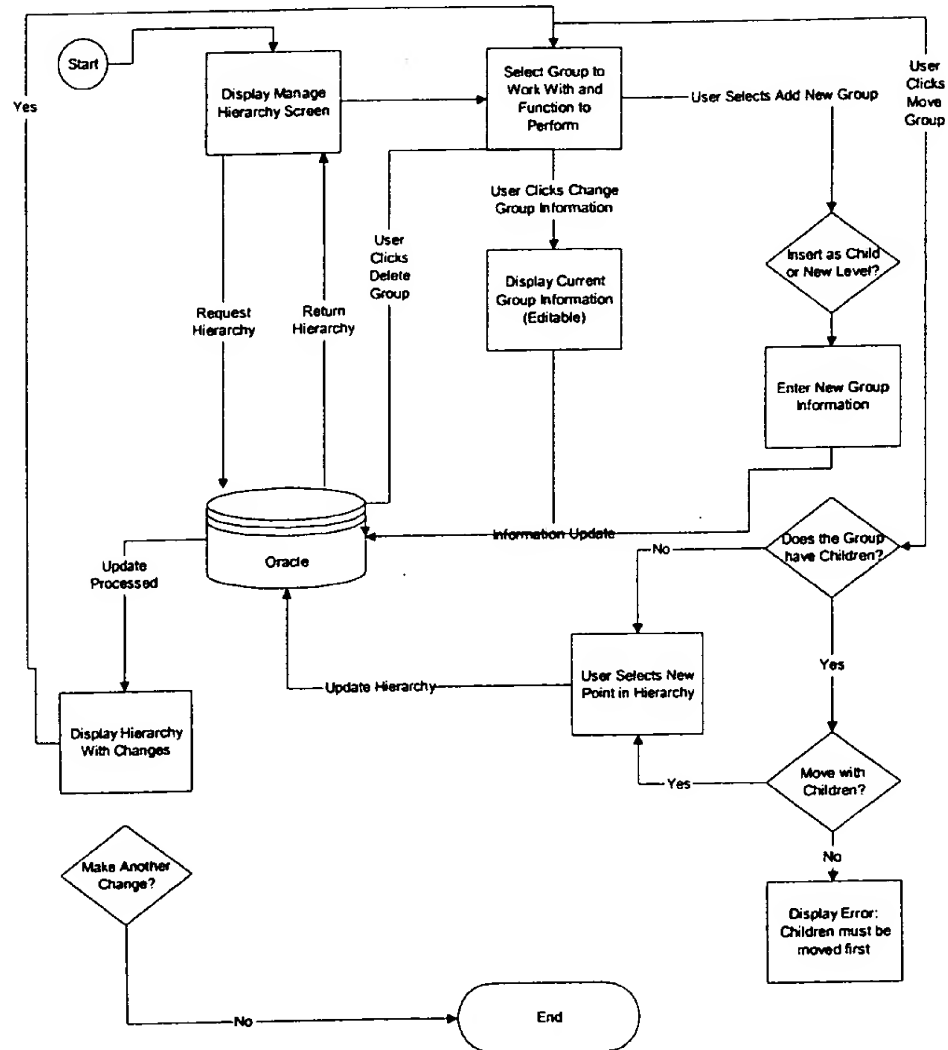 Start
Yes
Display Manage
Hierarchy Screen
Select Group to
Work With and
Function to
Perform
User Selects Add New Group
User
Clicks
Move
Group
User Clicks Change
Group Information
User
Clicks
Delete
Group
Insert as Child
or New Level?
Display Current
Group Information
(Editable)
Request
Hierarchy
Return
Hierarchy
Enter New Group
Information
Information Update
Oracle
Does the Group
have Children?
No
Update
Processed
Yes
User Selects New
Point in Hierarchy
Update Hierarchy
Display Hierarchy
With Changes
Move with
Children?
Yes
No
Make Another
Change?
Display Error:
Children must be
moved first
No
End